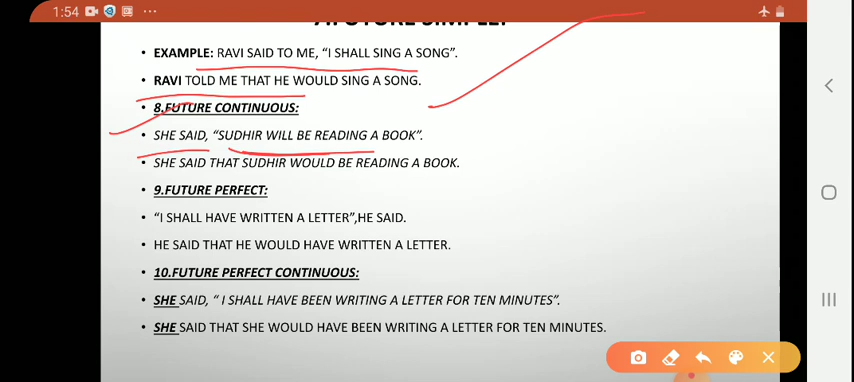 1:54
7.FUTURE SIMPLE:
• EXAMPLE: RAVI SAID TO ME, “I SHALL SING A SONG”.
• RAVI TOLD ME THAT HE WOULD SING A SONG.
• 8.FUTURE CONTINUOUS:
• SHE SAID, “SUDHIR WILL BE READING A BOOK”.
• SHE SAID THAT SUDHIR WOULD BE READING A BOOK.
• 9.FUTURE PERFECT:
• “I SHALL HAVE WRITTEN A LETTER”,HE SAID.
• HE SAID THAT HE WOULD HAVE WRITTEN A LETTER.
• 10.FUTURE PERFECT CONTINUOUS:
• SHE SAID, “ I SHALL HAVE BEEN WRITING A LETTER FOR TEN MINUTES”.
• SHE SAID THAT SHE WOULD HAVE BEEN WRITING A LETTER FOR TEN MINUTES.